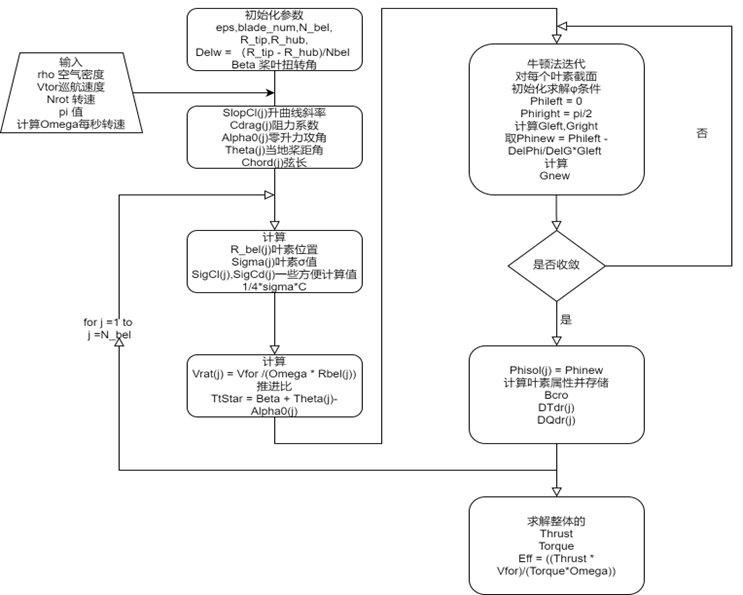 初始化参数
eps,blade_num,N_bel,
R_tip,R_hub,
Delw = （R_tip - R_hub)/Nbel
Beta 桨叶扭转角
输入
rho 空气密度
Vtor巡航速度
Nrot 转速
pi 值
计算Omega每秒转速
SlopCl(j)升曲线斜率
Cdrag(j)阻力系数
Alpha0(j)零升力攻角
Theta(j)当地桨距角
Chord(j)弦长
计算
R_bel(j)叶素位置
Sigma(j)叶素σ值
SigCl(j),SigCd(j)一些方便计算值
1/4*sigma*C
for j =1 to
j =N_bel
计算
Vrat(j) = Vfor /(Omega * Rbel(j))
推进比
TtStar = Beta + Theta(j)-
Alpha0(j)
牛顿法迭代
对每个叶素截面
初始化求解φ条件
Phileft = 0
Phiright = pi/2
计算Gleft,Gright
取Phinew = Phileft -
DelPhi/DelG*Gleft
计算
Gnew
否
是否收敛
是
Phisol(j) = Phinew
计算叶素属性并存储
Bcro
DTdr(j)
DQdr(j)
求解整体的
Thrust
Torque
Eff = ((Thrust *
Vfor)/(Torque*Omega))